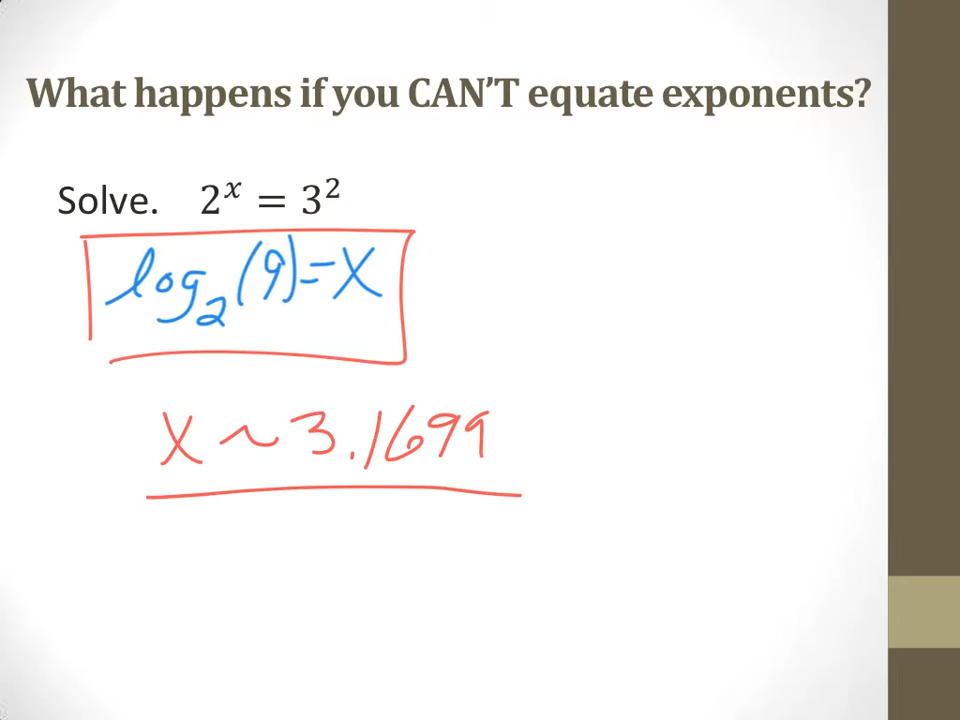 What happens if you CAN'T equate exponents?
Solve. 2ˣ = 3²
log₂(9)=x
x ~ 3.1699